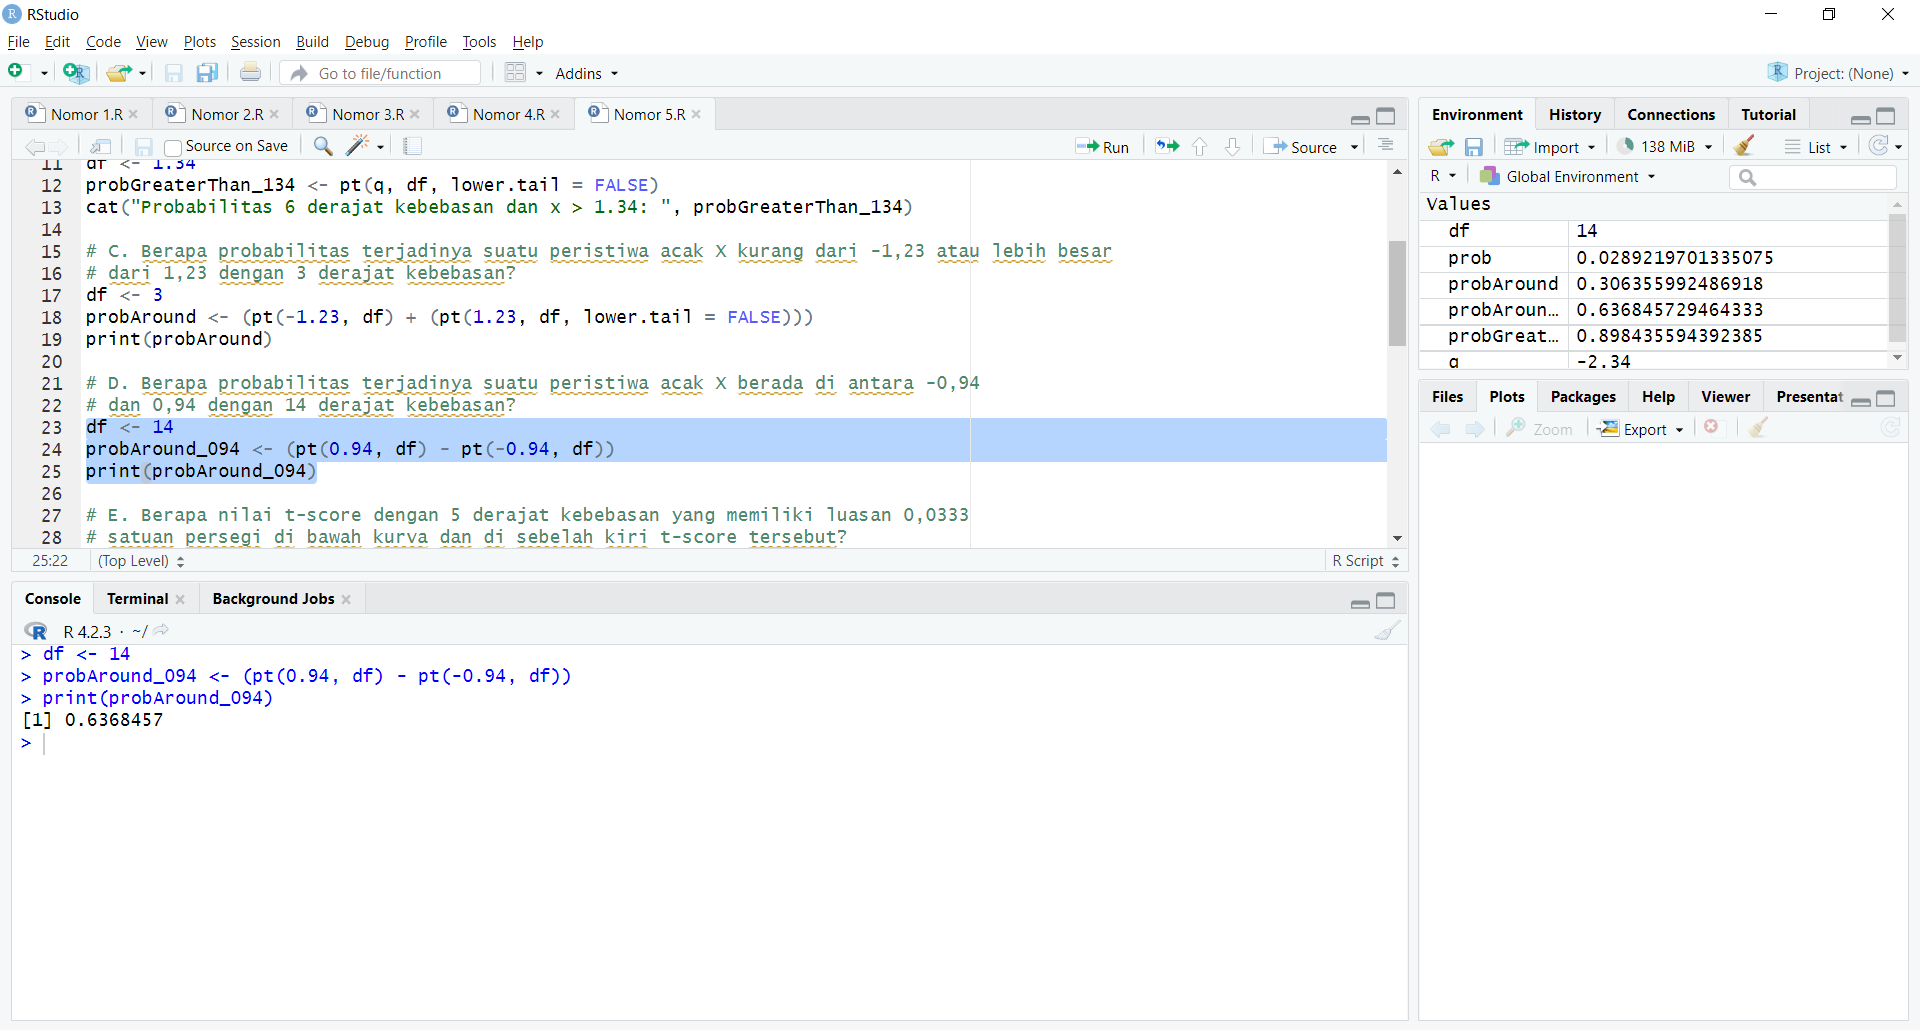 RStudio
File Edit Code View Plots Session Build Debug Profile Tools Help
Go to file/function Addins Project: (None)
Nomor 1.R Nomor 2.R Nomor 3.R Nomor 4.R Nomor 5.R
Source on Save Run Source
11 df <- 1.34
12 probGreaterThan_134 <- pt(q, df, lower.tail = FALSE)
13 cat("Probabilitas 6 derajat kebebasan dan x > 1.34: ", probGreaterThan_134)
14
15 # C. Berapa probabilitas terjadinya suatu peristiwa acak X kurang dari -1,23 atau lebih besar
16 # dari 1,23 dengan 3 derajat kebebasan?
17 df <- 3
18 probAround <- (pt(-1.23, df) + (pt(1.23, df, lower.tail = FALSE)))
19 print(probAround)
20
21 # D. Berapa probabilitas terjadinya suatu peristiwa acak X berada di antara -0,94
22 # dan 0,94 dengan 14 derajat kebebasan?
23 df <- 14
24 probAround_094 <- (pt(0.94, df) - pt(-0.94, df))
25 print(probAround_094)
26
27 # E. Berapa nilai t-score dengan 5 derajat kebebasan yang memiliki luasan 0,0333
28 # satuan persegi di bawah kurva dan di sebelah kiri t-score tersebut?
25:22 (Top Level) R Script
Console Terminal Background Jobs
R 4.2.3 · ~/
> df <- 14
> probAround_094 <- (pt(0.94, df) - pt(-0.94, df))
> print(probAround_094)
[1] 0.6368457
>
Environment History Connections Tutorial
Import 138 MiB List
R Global Environment
Values
df 14
prob 0.0289219701335075
probAround 0.306355992486918
probAroun… 0.636845729464333
probGreat… 0.898435594392385
q -2.34
Files Plots Packages Help Viewer Presentat
Zoom Export